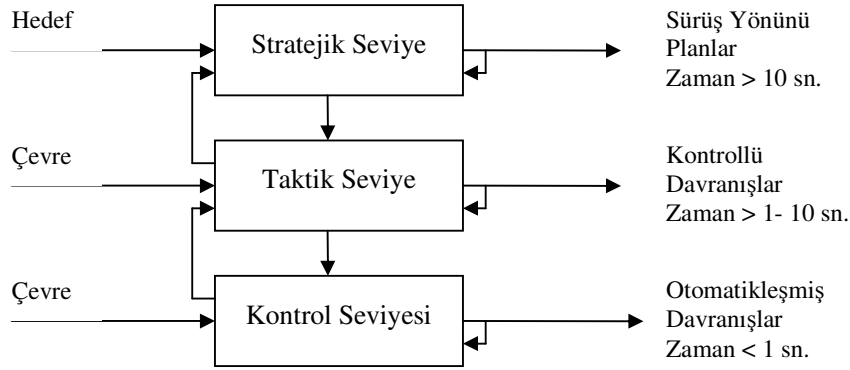 Hedef
Stratejik Seviye
Sürüş Yönünü
Planlar
Zaman > 10 sn.
Çevre
Taktik Seviye
Kontrollü
Davranışlar
Zaman > 1- 10 sn.
Çevre
Kontrol Seviyesi
Otomatikleşmiş
Davranışlar
Zaman < 1 sn.